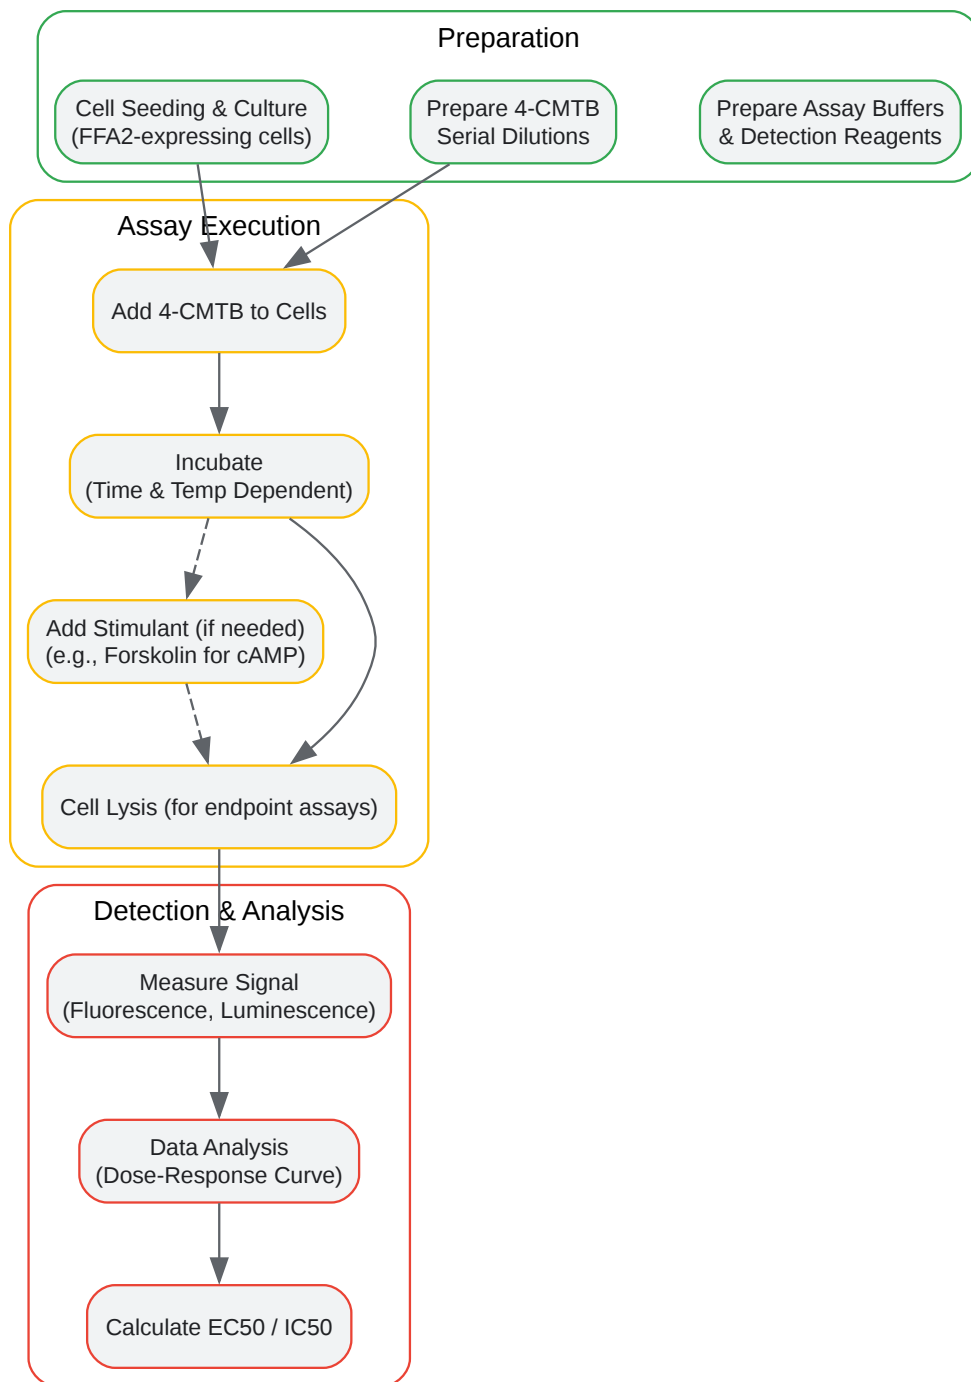 Preparation
Cell Seeding & Culture
(FFA2-expressing cells)
Prepare 4-CMTB
Serial Dilutions
Prepare Assay Buffers
& Detection Reagents
Assay Execution
Add 4-CMTB to Cells
Incubate
(Time & Temp Dependent)
Add Stimulant (if needed)
(e.g., Forskolin for cAMP)
Cell Lysis (for endpoint assays)
Detection & Analysis
Measure Signal
(Fluorescence, Luminescence)
Data Analysis
(Dose-Response Curve)
Calculate EC50 / IC50